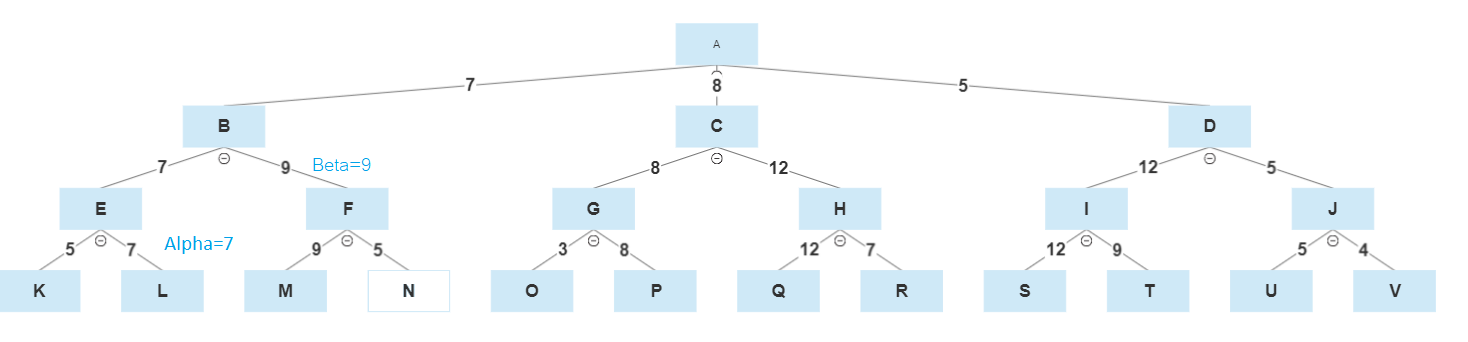 A
7 8 5
B C D
7 9 Beta=9 8 12 12 5
E F G H I J
5 7 Alpha=7 9 5 3 8 12 7 12 9 5 4
K L M N O P Q R S T U V